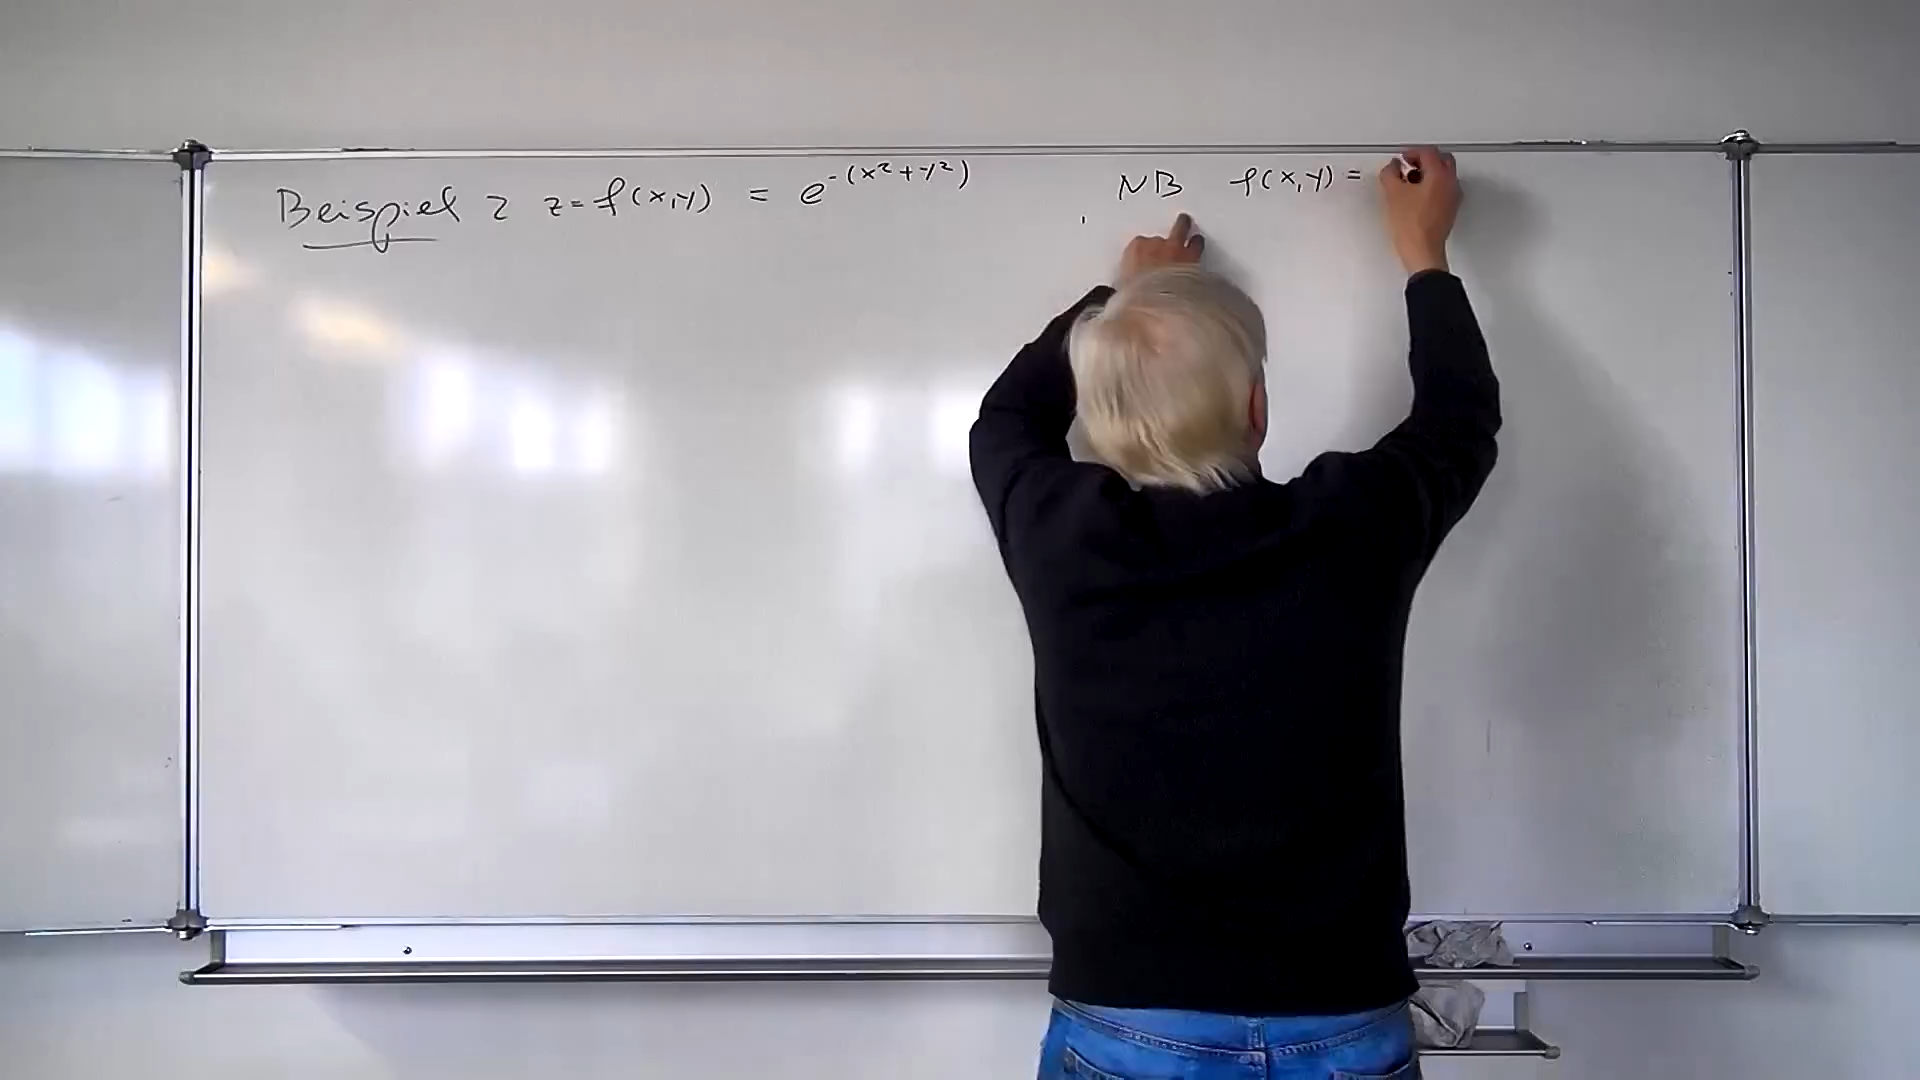 Beispiel 2 z = f(x,y) = e^-(x²+y²) , NB f(x,y) =